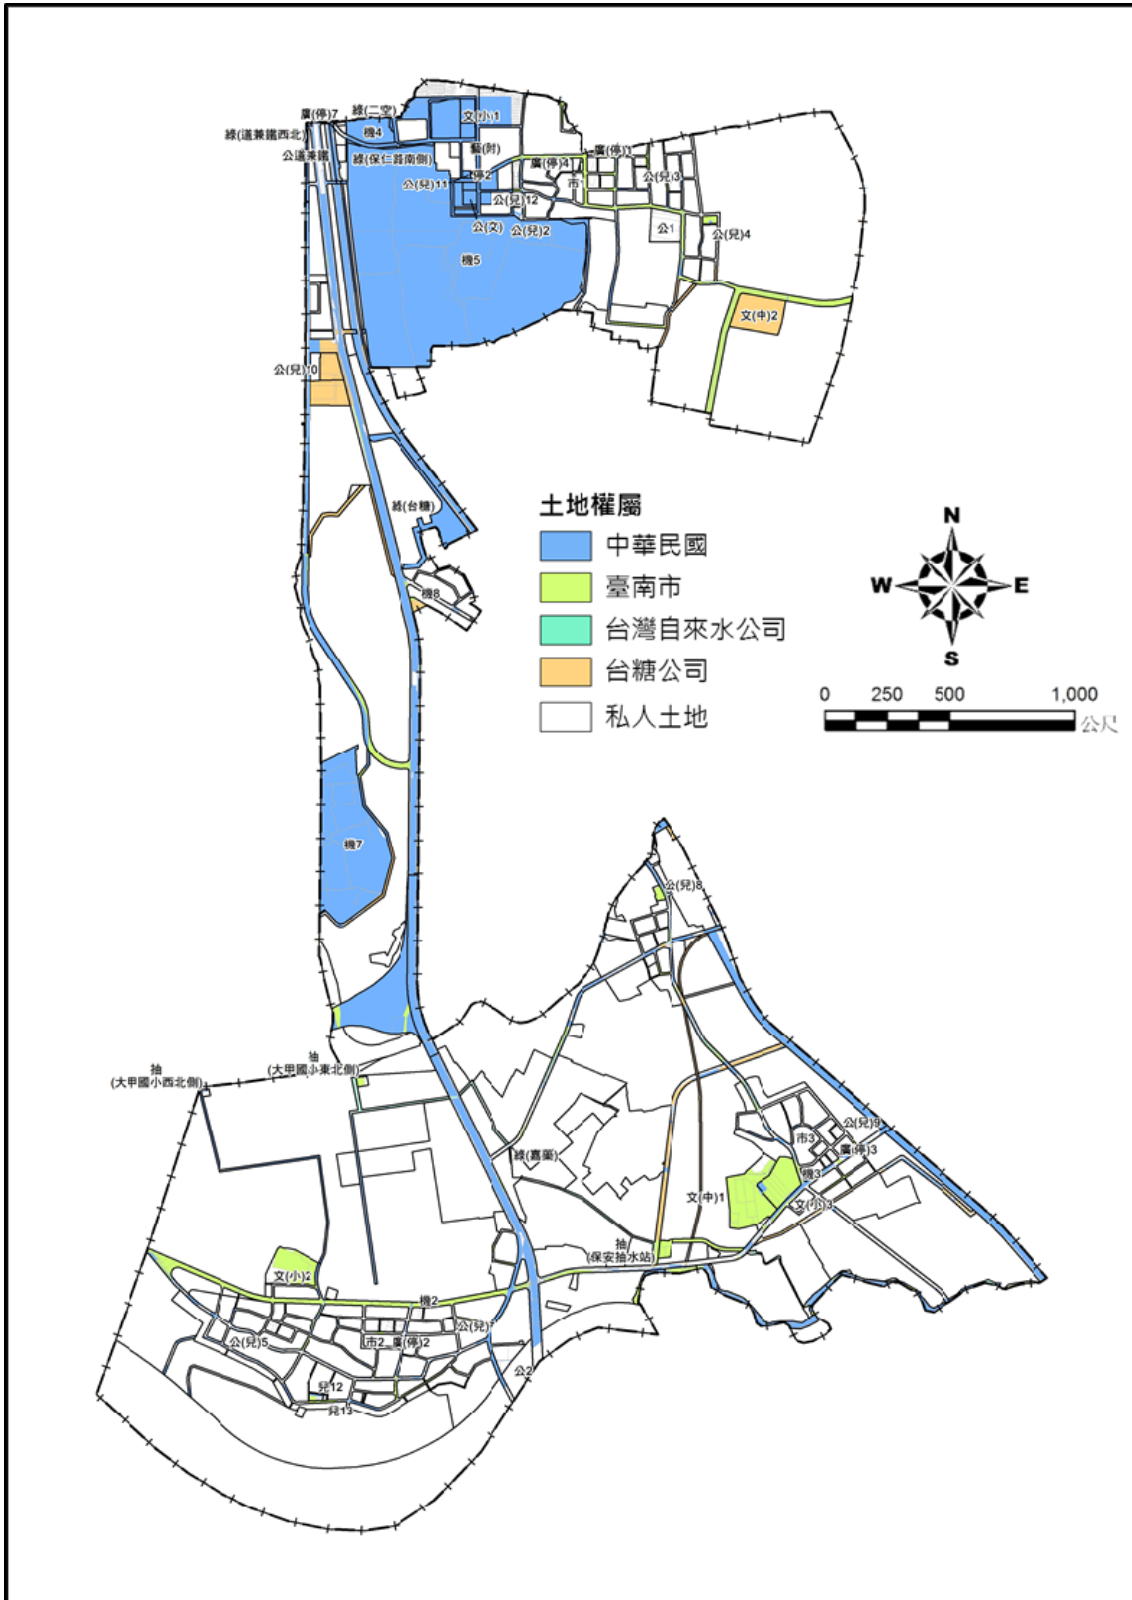 廣(停)7
綠(二空)
文(小)1
綠(道兼鐵西北)
機4
公道兼鐵
綠(保仁路南側)
藝(附)
廣(停)1
廣(停)4
停2
公(兒)11
市1
公(兒)3
公(兒)12
公(文)
公(兒)2
公1
公(兒)4
機5
文(中)2
公(兒)10
綠(台糖)
機8
土地權屬
中華民國
臺南市
台灣自來水公司
台糖公司
私人土地
N
W
E
S
0
250
500
1,000
公尺
機7
公(兒)8
抽
(大甲國小西北側)
抽
(大甲國小東北側)
公(兒)9
市3
廣(停)3
綠(嘉藥)
機3
文(中)1
文(小)3
抽
(保安抽水站)
文(小)2
機2
公(兒)
公(兒)5
市2
廣(停)2
公2
兒12
兒13